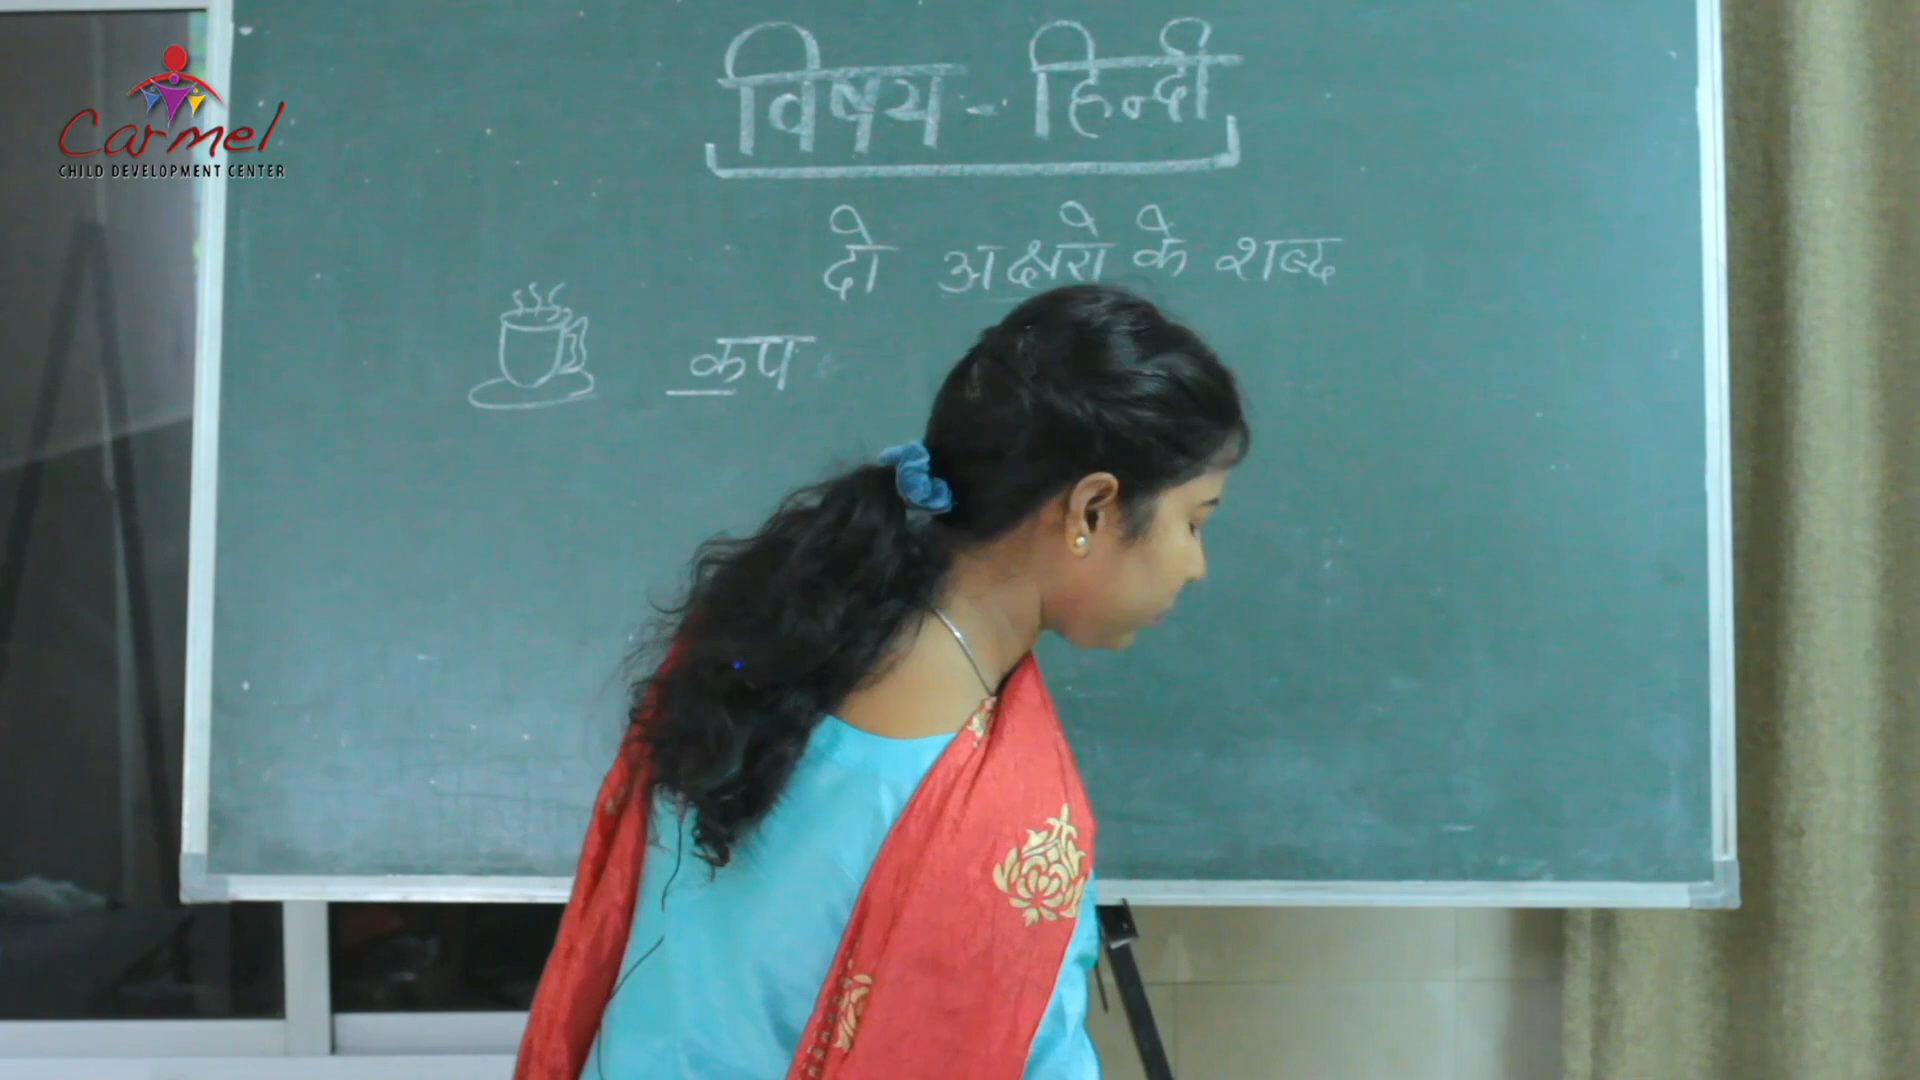 Carmel
CHILD DEVELOPMENT CENTER
विषय - हिन्दी
दो अक्षरो के शब्द
कप